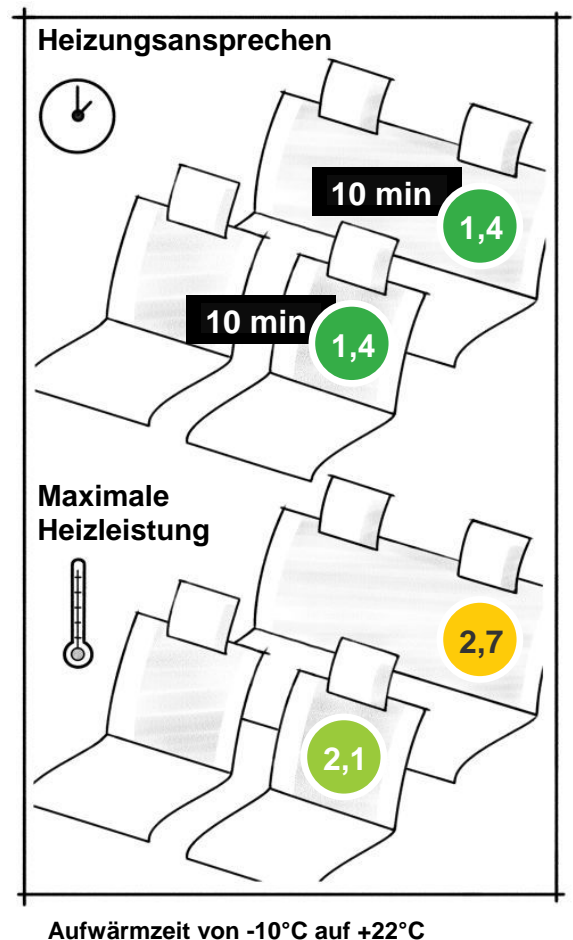 Heizungsansprechen
10 min
1,4
10 min
1,4
Maximale
Heizleistung
2,7
2,1
Aufwärmzeit von -10°C auf +22°C